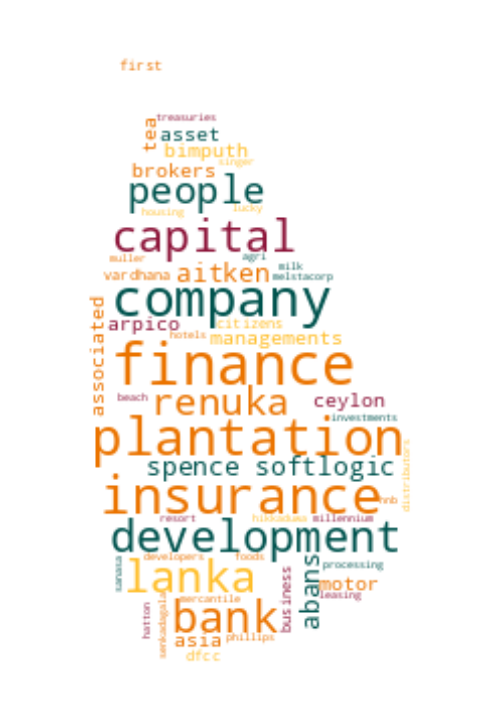 first
treasuries
tea
asset
bimputh
singer
brokers
people
housing
lucky
capital
muller
agri
milk
vardhana
aitken
melstacorp
company
associated
arpico
citizens
hotels
managements
finance
beach
renuka
ceylon
investments
plantation
spence
softlogic
distributors
insurance
hnb
resort
hikkaduwa
millennium
development
sanasa
developers
foods
processing
lanka
business
abans
motor
leasing
hatton
senkadagala
mercantile
bank
asia
phillips
dfcc